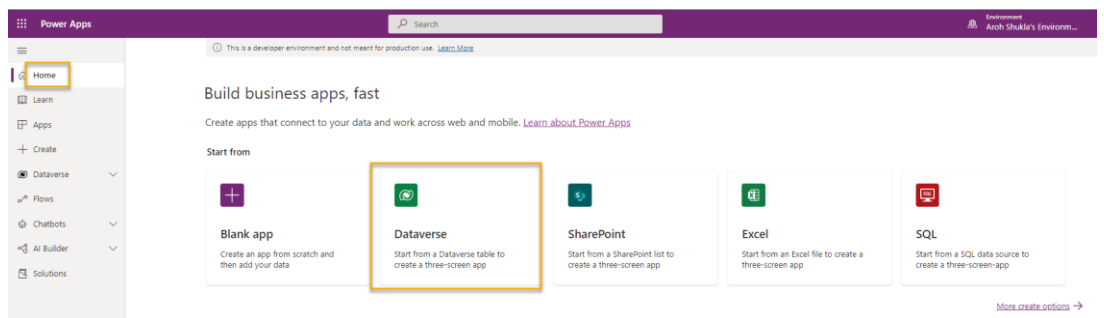 Power Apps
Search
Environment
Aroh Shukla's Environm...
This is a developer environment and not meant for production use. Learn More
Home
Learn
Apps
Create
Dataverse
Flows
Chatbots
AI Builder
Solutions
Build business apps, fast
Create apps that connect to your data and work across web and mobile. Learn about Power Apps
Start from
Blank app
Create an app from scratch and
then add your data
Dataverse
Start from a Dataverse table to
create a three-screen app
SharePoint
Start from a SharePoint list to
create a three-screen app
Excel
Start from an Excel file to create a
three-screen app
SQL
SQL
Start from a SQL data source to
create a three-screen-app
More create options